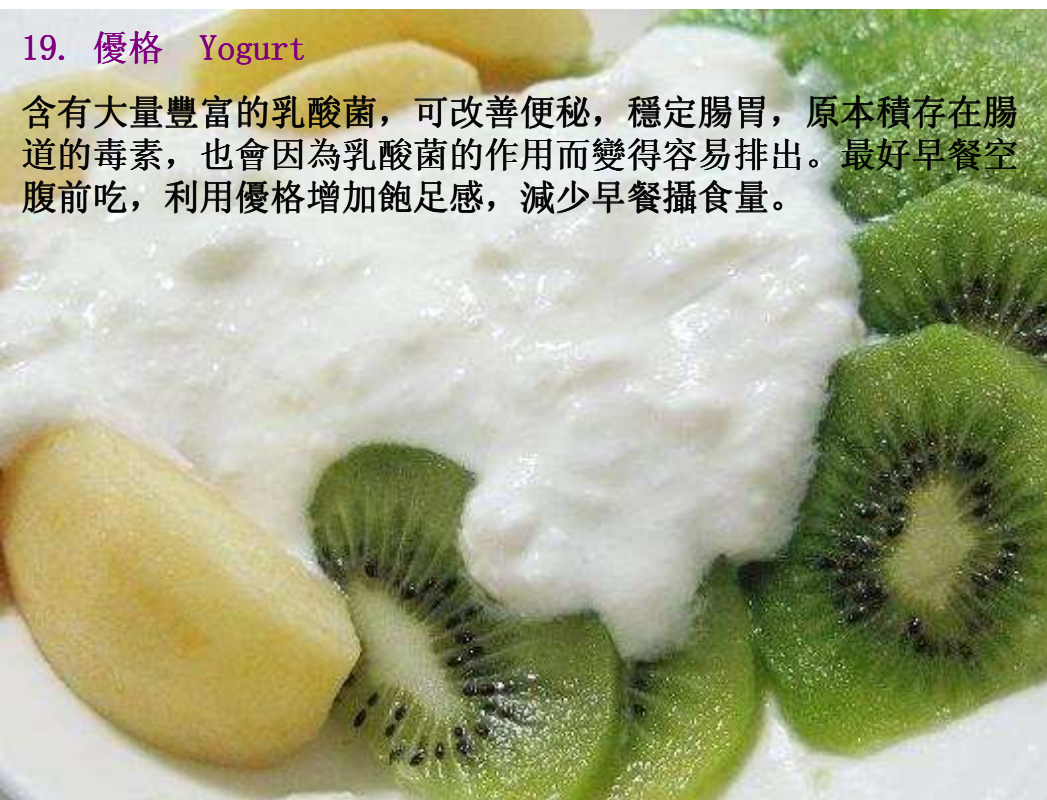 19. 優格 Yogurt
含有大量豐富的乳酸菌，可改善便秘，穩定腸胃，原本積存在腸
道的毒素，也會因為乳酸菌的作用而變得容易排出。最好早餐空
腹前吃，利用優格增加飽足感，減少早餐攝食量。